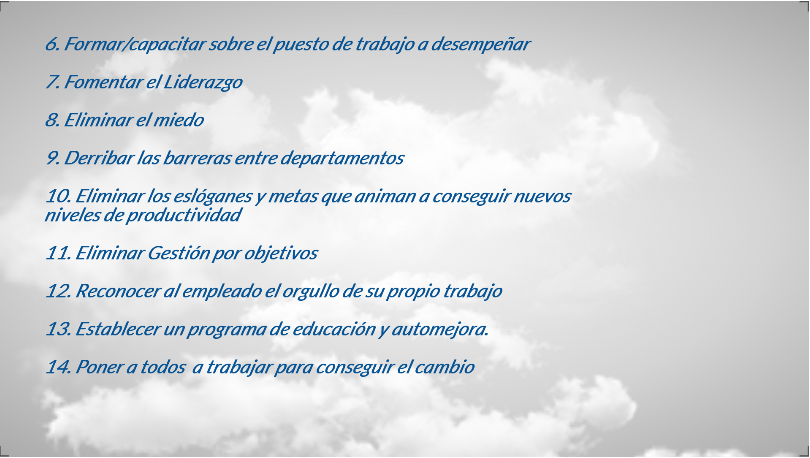 6. Formar/capacitar sobre el puesto de trabajo a desempeñar
7. Fomentar el Liderazgo
8. Eliminar el miedo
9. Derribar las barreras entre departamentos
10. Eliminar los eslóganes y metas que animan a conseguir nuevos
niveles de productividad
11. Eliminar Gestión por objetivos
12. Reconocer al empleado el orgullo de su propio trabajo
13. Establecer un programa de educación y automejora.
14. Poner a todos  a trabajar para conseguir el cambio